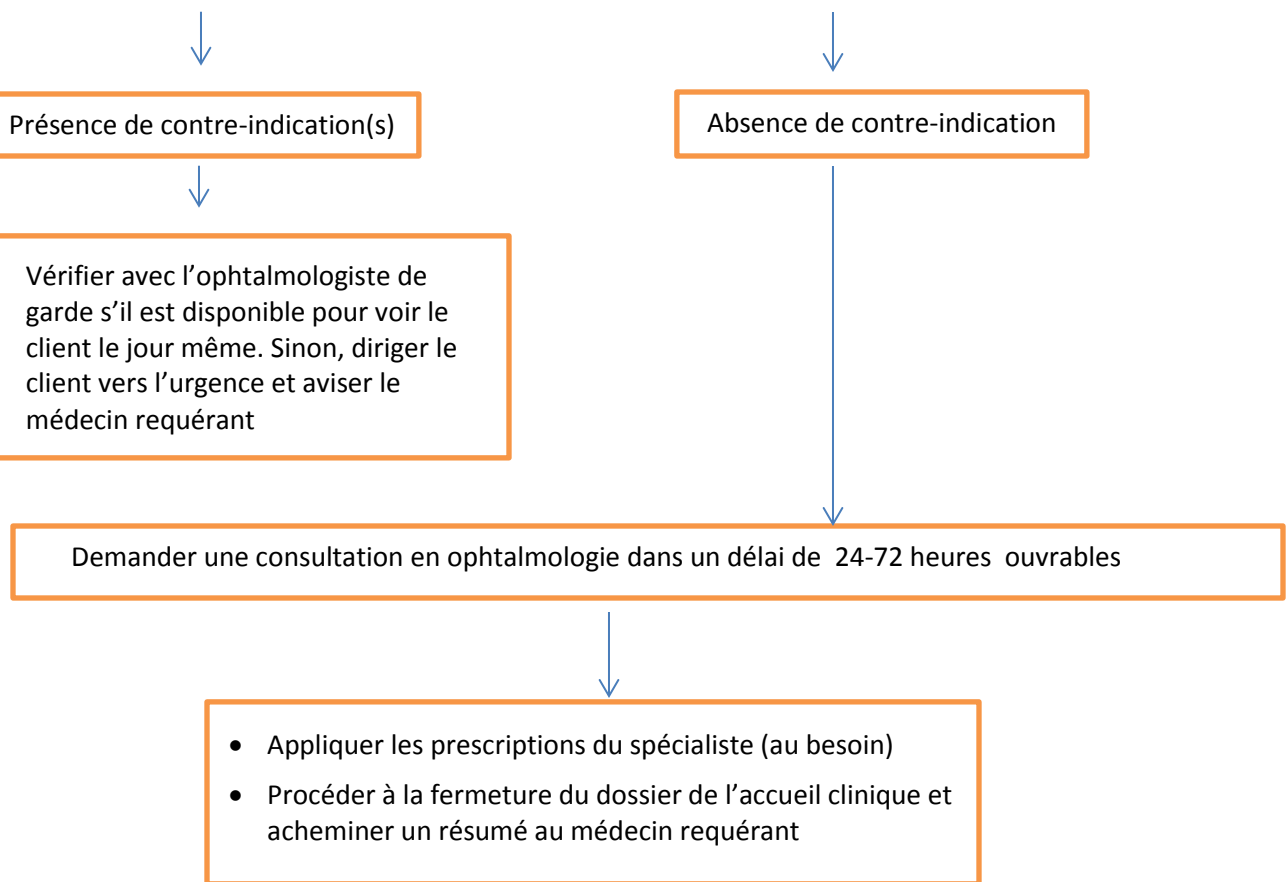 Présence de contre-indication(s)
Absence de contre-indication
Vérifier avec l’ophtalmologiste de
garde s’il est disponible pour voir le
client le jour même. Sinon, diriger le
client vers l’urgence et aviser le
médecin requérant
Demander une consultation en ophtalmologie dans un délai de 24-72 heures ouvrables
• Appliquer les prescriptions du spécialiste (au besoin)
• Procéder à la fermeture du dossier de l’accueil clinique et
acheminer un résumé au médecin requérant